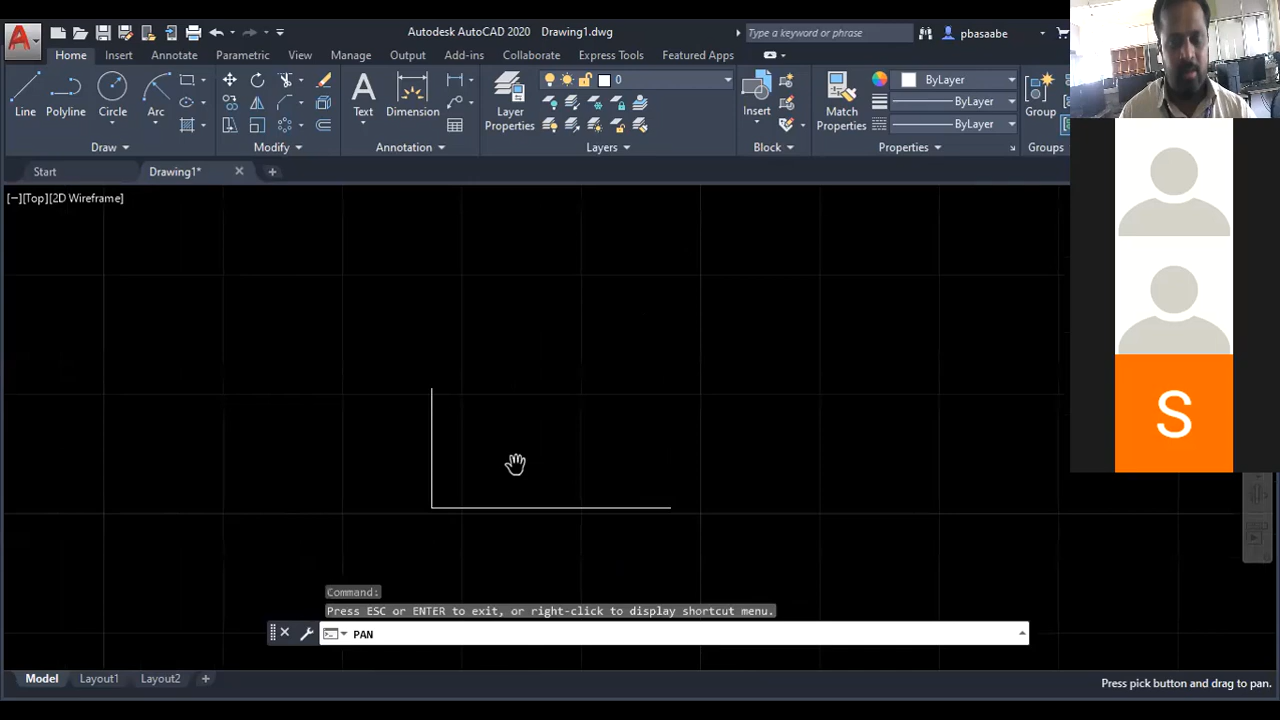 Autodesk AutoCAD 2020 Drawing1.dwg
Type a keyword or phrase
pbasaabe
Home Insert Annotate Parametric View Manage Output Add-ins Collaborate Express Tools Featured Apps
Line Polyline Circle Arc
Text Dimension
Layer Properties
0
Insert
Match Properties
ByLayer
ByLayer
ByLayer
Group
Draw Modify Annotation Layers Block Properties Groups
Start Drawing1*
[−][Top][2D Wireframe]
S
Command:
Press ESC or ENTER to exit, or right-click to display shortcut menu.
PAN
Model Layout1 Layout2 +
Press pick button and drag to pan.